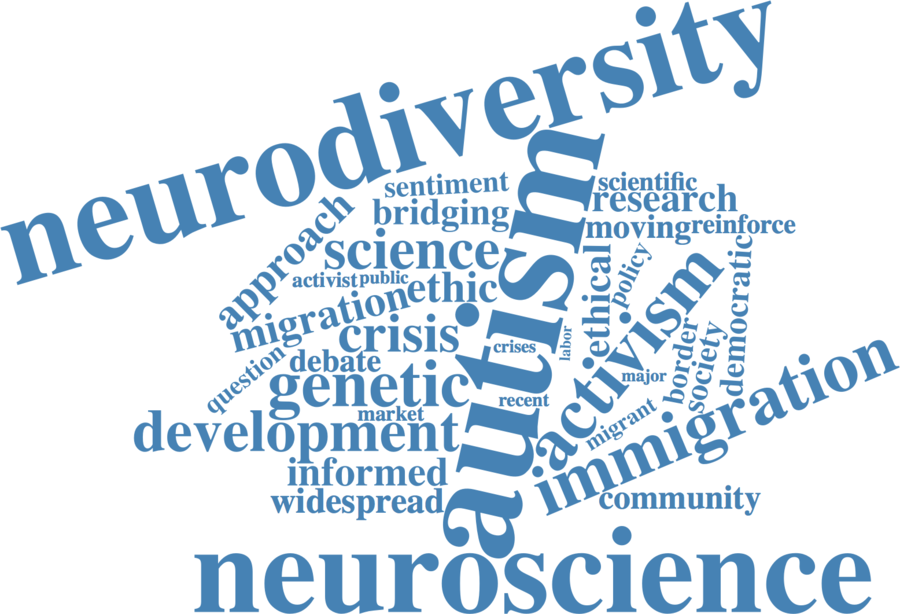 neurodiversity
autism
sentiment
scientific
bridging
research
approach
moving
reinforce
science
activist
public
ethic
ethical
policy
migration
crisis
activism
democratic
crises
labor
debate
question
genetic
major
border
society
recent
market
development
migrant
immigration
informed
widespread
community
neuroscience